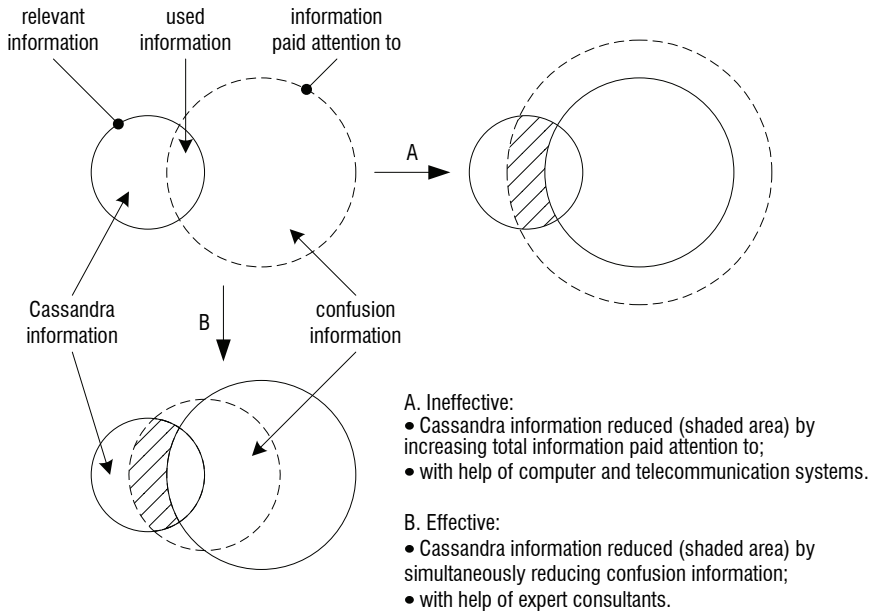 relevant
information
used
information
information
paid attention to
A
Cassandra
information
B
confusion
information
A. Ineffective:
• Cassandra information reduced (shaded area) by
increasing total information paid attention to;
• with help of computer and telecommunication systems.
B. Effective:
• Cassandra information reduced (shaded area) by
simultaneously reducing confusion information;
• with help of expert consultants.